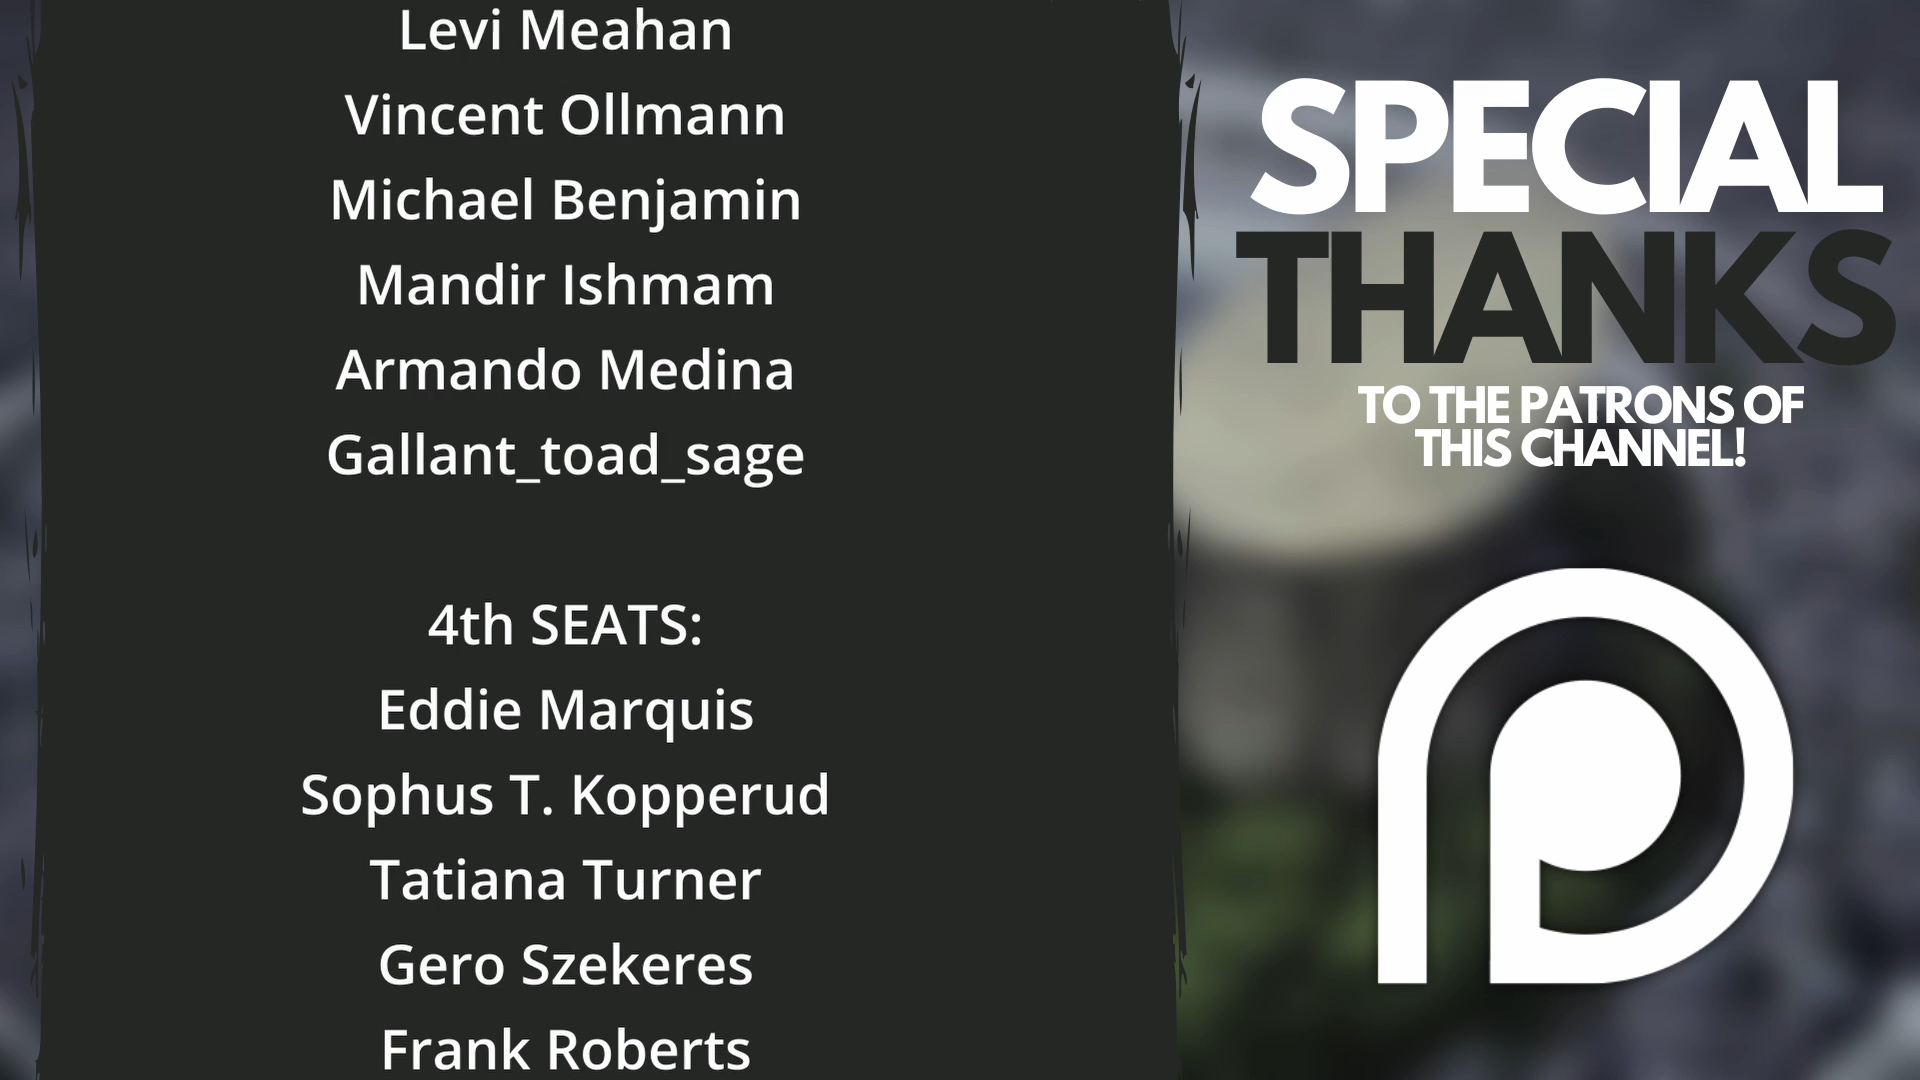 Levi Meahan
Vincent Ollmann
Michael Benjamin
Mandir Ishmam
Armando Medina
Gallant_toad_sage
4th SEATS:
Eddie Marquis
Sophus T. Kopperud
Tatiana Turner
Gero Szekeres
Frank Roberts
SPECIAL
THANKS
TO THE PATRONS OF
THIS CHANNEL!